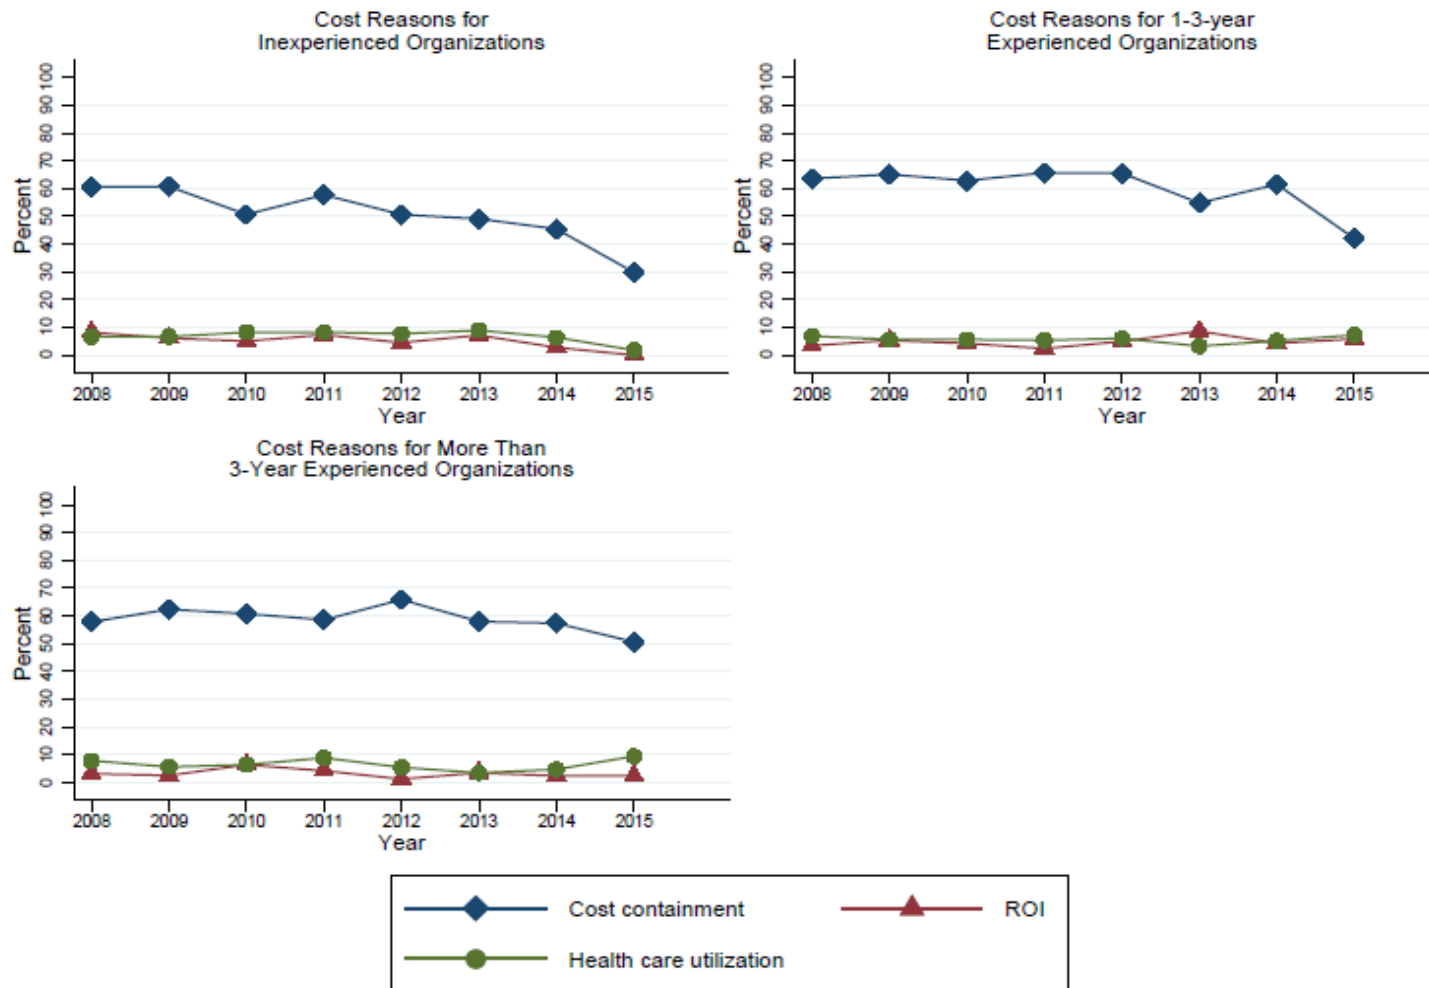 Cost Reasons for
Inexperienced Organizations
Percent
100
90
80
70
60
50
40
30
20
10
0
2008 2009 2010 2011 2012 2013 2014 2015
Year
Cost Reasons for 1-3-year
Experienced Organizations
Percent
100
90
80
70
60
50
40
30
20
10
0
2008 2009 2010 2011 2012 2013 2014 2015
Year
Cost Reasons for More Than
3-Year Experienced Organizations
Percent
100
90
80
70
60
50
40
30
20
10
0
2008 2009 2010 2011 2012 2013 2014 2015
Year
Cost containment ROI
Health care utilization